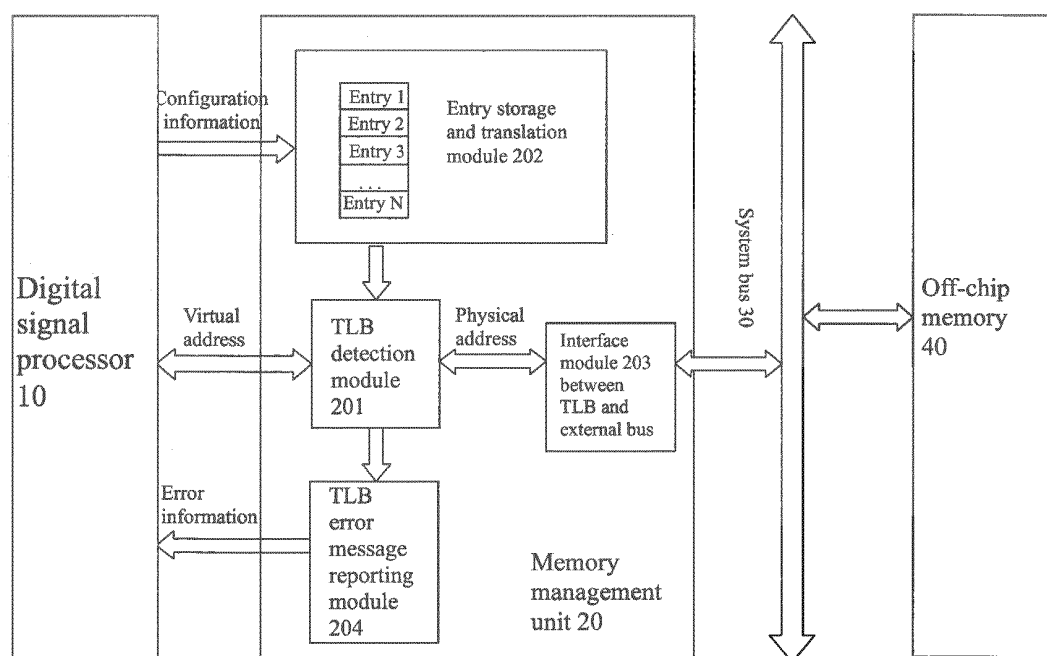 Configuration
information
Entry 1
Entry 2
Entry 3
...
Entry N
Entry storage
and translation
module 202
Digital
signal
processor
10
Virtual
address
TLB
detection
module
201
Physical
address
Interface
module 203
between
TLB and
external bus
System bus 30
Off-chip
memory
40
Error
information
TLB
error
message
reporting
module
204
Memory
management
unit 20